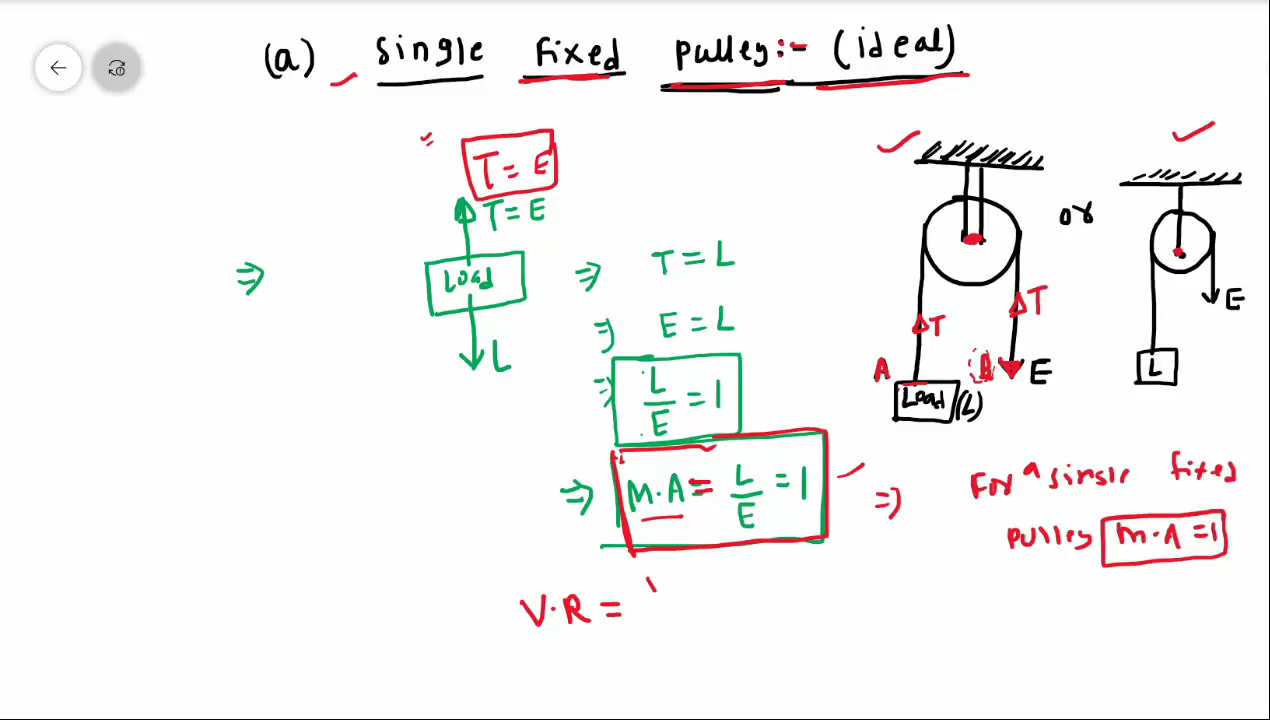 (a) Single Fixed Pulley:- (ideal)
T = E
T = E
Load
L
⇒
⇒ T = L
⇒ E = L
⇒ L/E = 1
⇒ M.A = L/E = 1
V.R =
or
T
T
A
B
E
Load (L)
E
L
⇒ For a single fixed
pulley M.A = 1